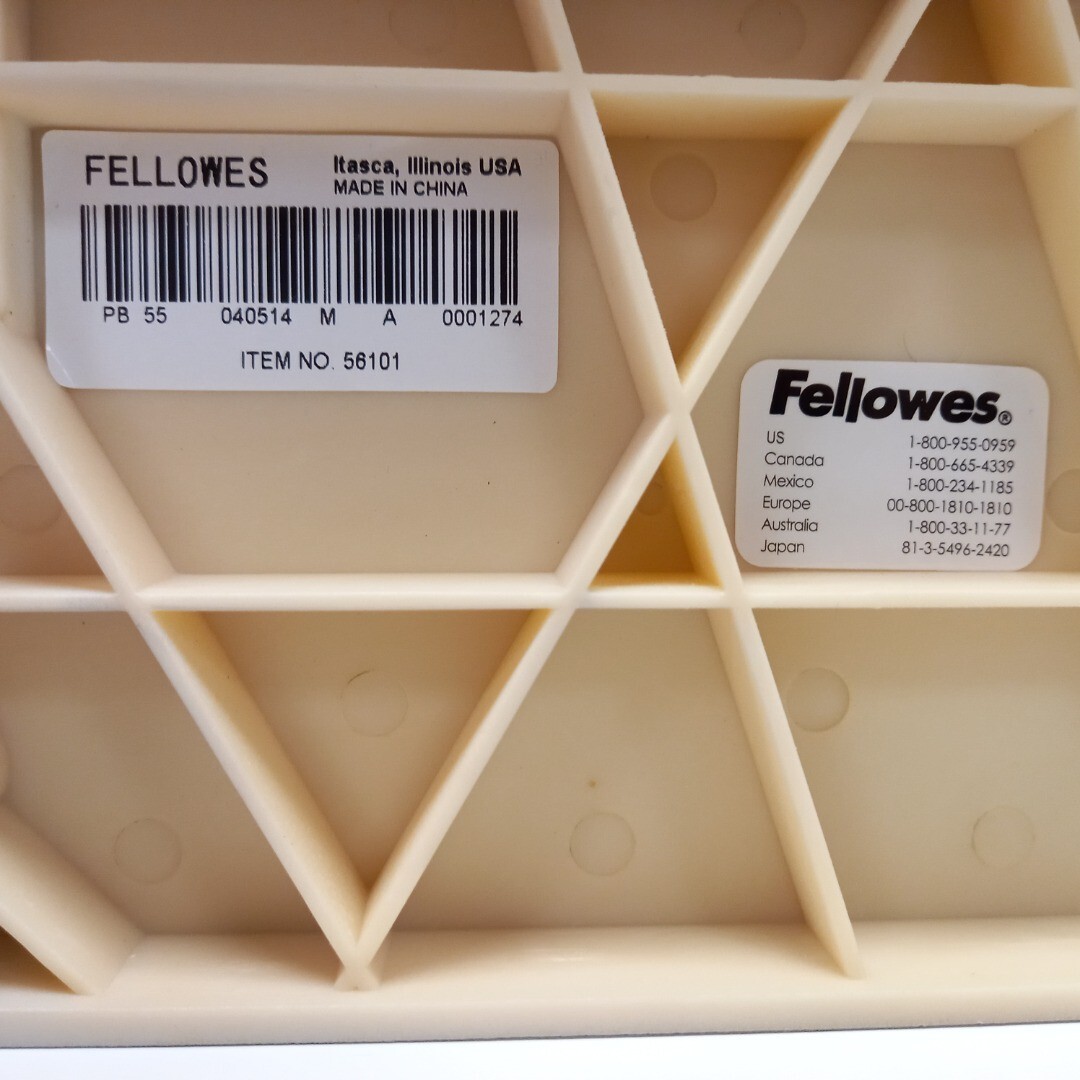 FELLOWES
Itasca, Illinois USA
MADE IN CHINA
PB 55 040514 M A 0001274
ITEM NO. 56101
Fellowes®
US 1-800-955-0959
Canada 1-800-665-4339
Mexico 1-800-234-1185
Europe 00-800-1810-1810
Australia 1-800-33-11-77
Japan 81-3-5496-2420